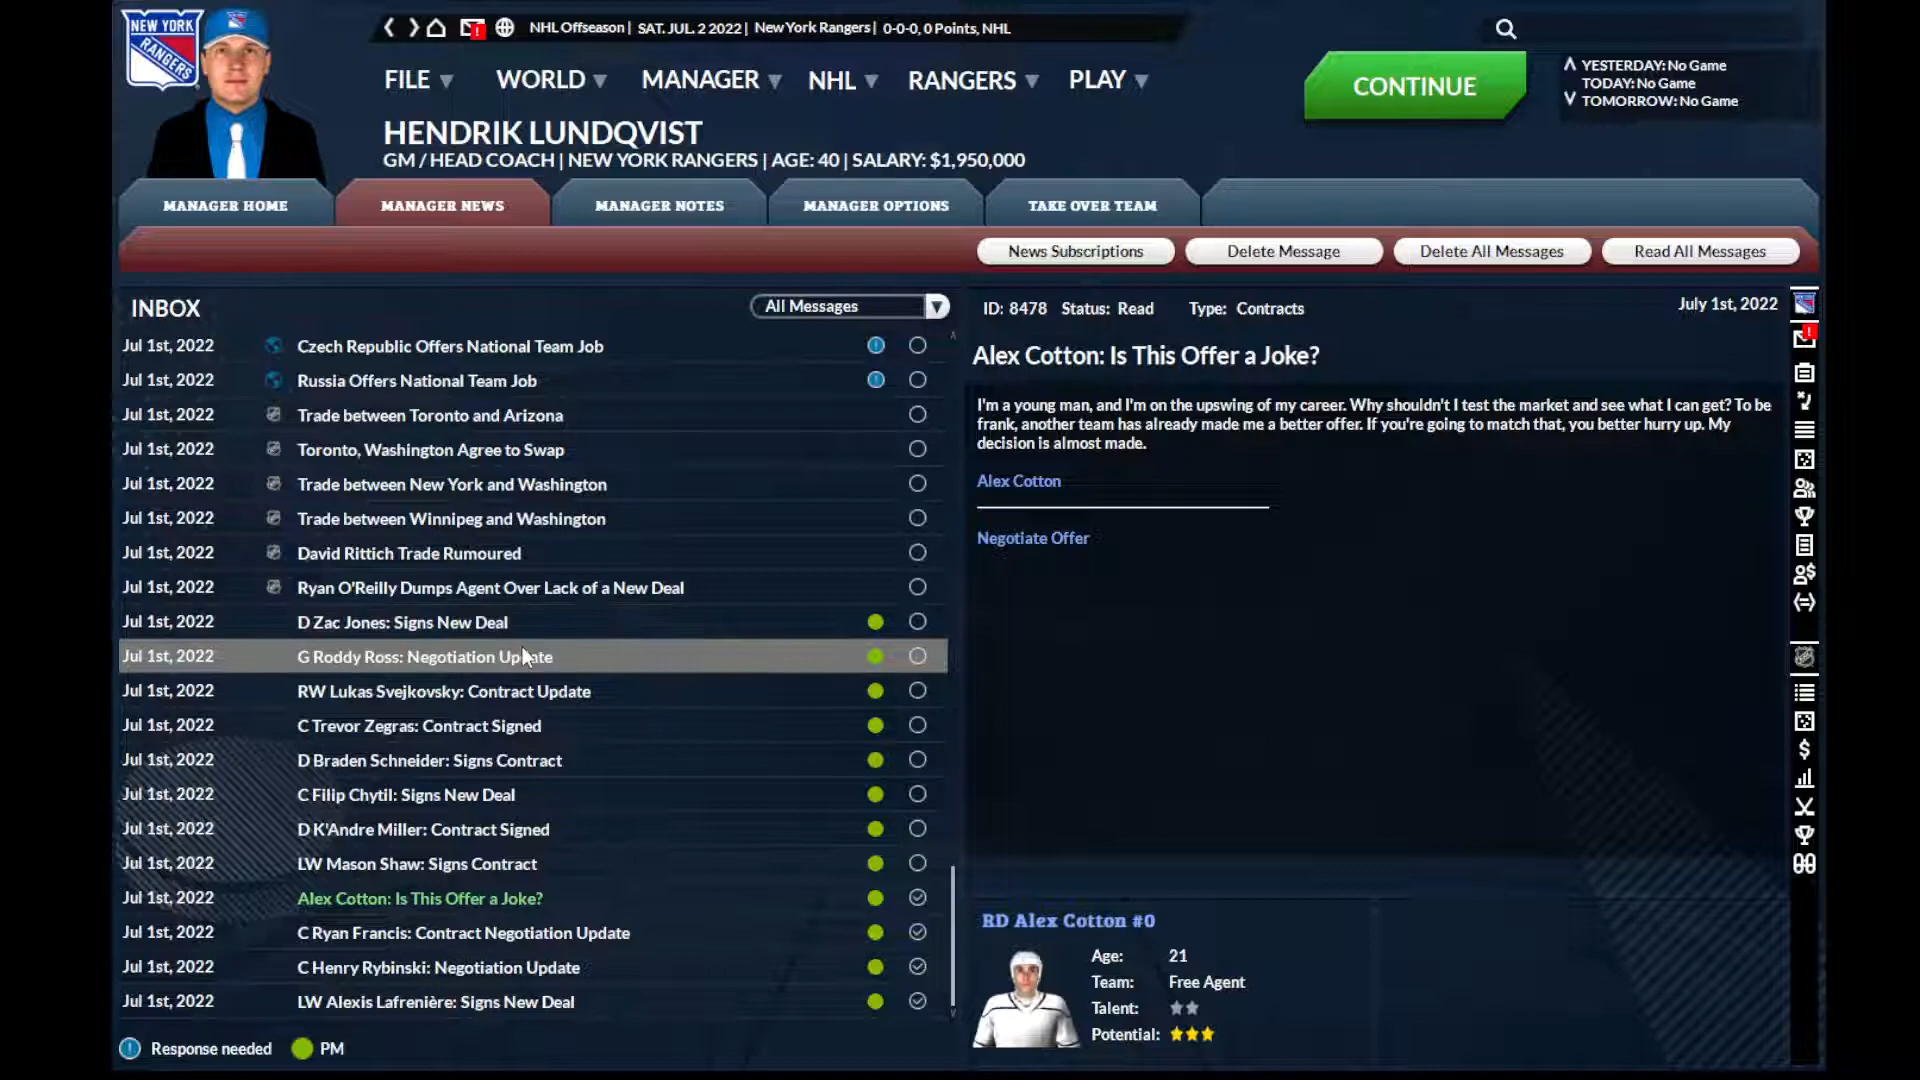 NEW YORK
RANGERS
NHL Offseason | SAT. JUL. 2 2022 | New York Rangers | 0-0-0, 0 Points, NHL
FILE
WORLD
MANAGER
NHL
RANGERS
PLAY
CONTINUE
YESTERDAY: No Game
TODAY: No Game
TOMORROW: No Game
HENDRIK LUNDQVIST
GM / HEAD COACH | NEW YORK RANGERS | AGE: 40 | SALARY: $1,950,000
MANAGER HOME
MANAGER NEWS
MANAGER NOTES
MANAGER OPTIONS
TAKE OVER TEAM
News Subscriptions
Delete Message
Delete All Messages
Read All Messages
INBOX
All Messages
Jul 1st, 2022 Czech Republic Offers National Team Job
Jul 1st, 2022 Russia Offers National Team Job
Jul 1st, 2022 Trade between Toronto and Arizona
Jul 1st, 2022 Toronto, Washington Agree to Swap
Jul 1st, 2022 Trade between New York and Washington
Jul 1st, 2022 Trade between Winnipeg and Washington
Jul 1st, 2022 David Rittich Trade Rumoured
Jul 1st, 2022 Ryan O'Reilly Dumps Agent Over Lack of a New Deal
Jul 1st, 2022 D Zac Jones: Signs New Deal
Jul 1st, 2022 G Roddy Ross: Negotiation Update
Jul 1st, 2022 RW Lukas Svejkovsky: Contract Update
Jul 1st, 2022 C Trevor Zegras: Contract Signed
Jul 1st, 2022 D Braden Schneider: Signs Contract
Jul 1st, 2022 C Filip Chytil: Signs New Deal
Jul 1st, 2022 D K'Andre Miller: Contract Signed
Jul 1st, 2022 LW Mason Shaw: Signs Contract
Jul 1st, 2022 Alex Cotton: Is This Offer a Joke?
Jul 1st, 2022 C Ryan Francis: Contract Negotiation Update
Jul 1st, 2022 C Henry Rybinski: Negotiation Update
Jul 1st, 2022 LW Alexis Lafrenière: Signs New Deal
Response needed
PM
ID: 8478 Status: Read Type: Contracts
July 1st, 2022
Alex Cotton: Is This Offer a Joke?
I'm a young man, and I'm on the upswing of my career. Why shouldn't I test the market and see what I can get? To be
frank, another team has already made me a better offer. If you're going to match that, you better hurry up. My
decision is almost made.
Alex Cotton
Negotiate Offer
RD Alex Cotton #0
Age: 21
Team: Free Agent
Talent:
Potential: